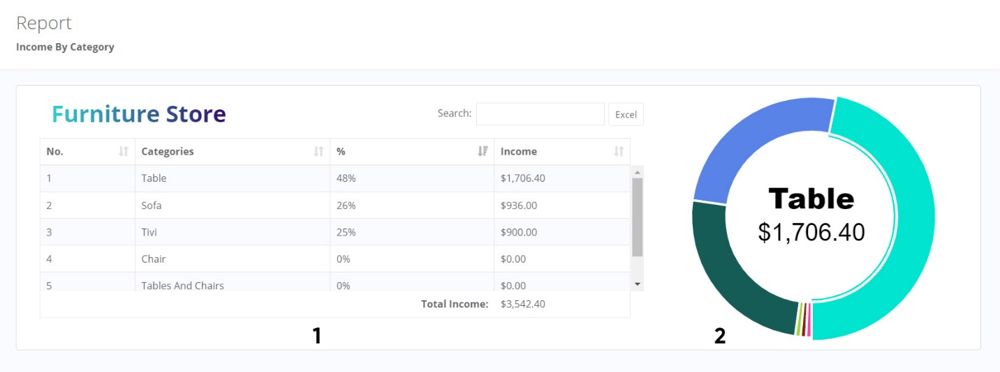 Report
Income By Category
Furniture Store
Search:
Excel
No. Categories % Income
1 Table 48% $1,706.40
2 Sofa 26% $936.00
3 Tivi 25% $900.00
4 Chair 0% $0.00
5 Tables And Chairs 0% $0.00
Total Income: $3,542.40
1
Table
$1,706.40
2